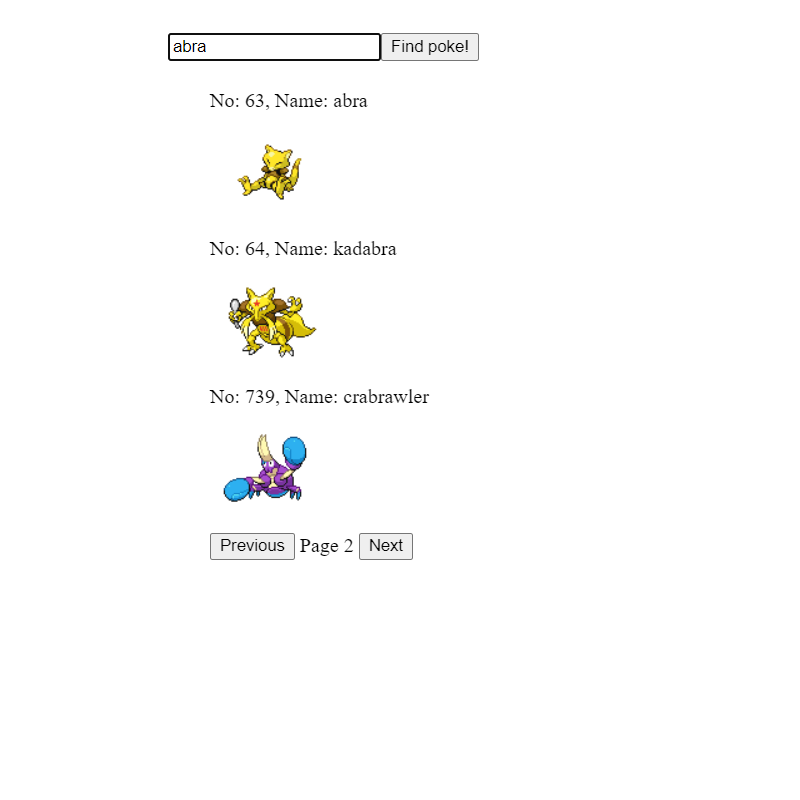 abra Find poke!
No: 63, Name: abra
No: 64, Name: kadabra
No: 739, Name: crabrawler
Previous Page 2 Next